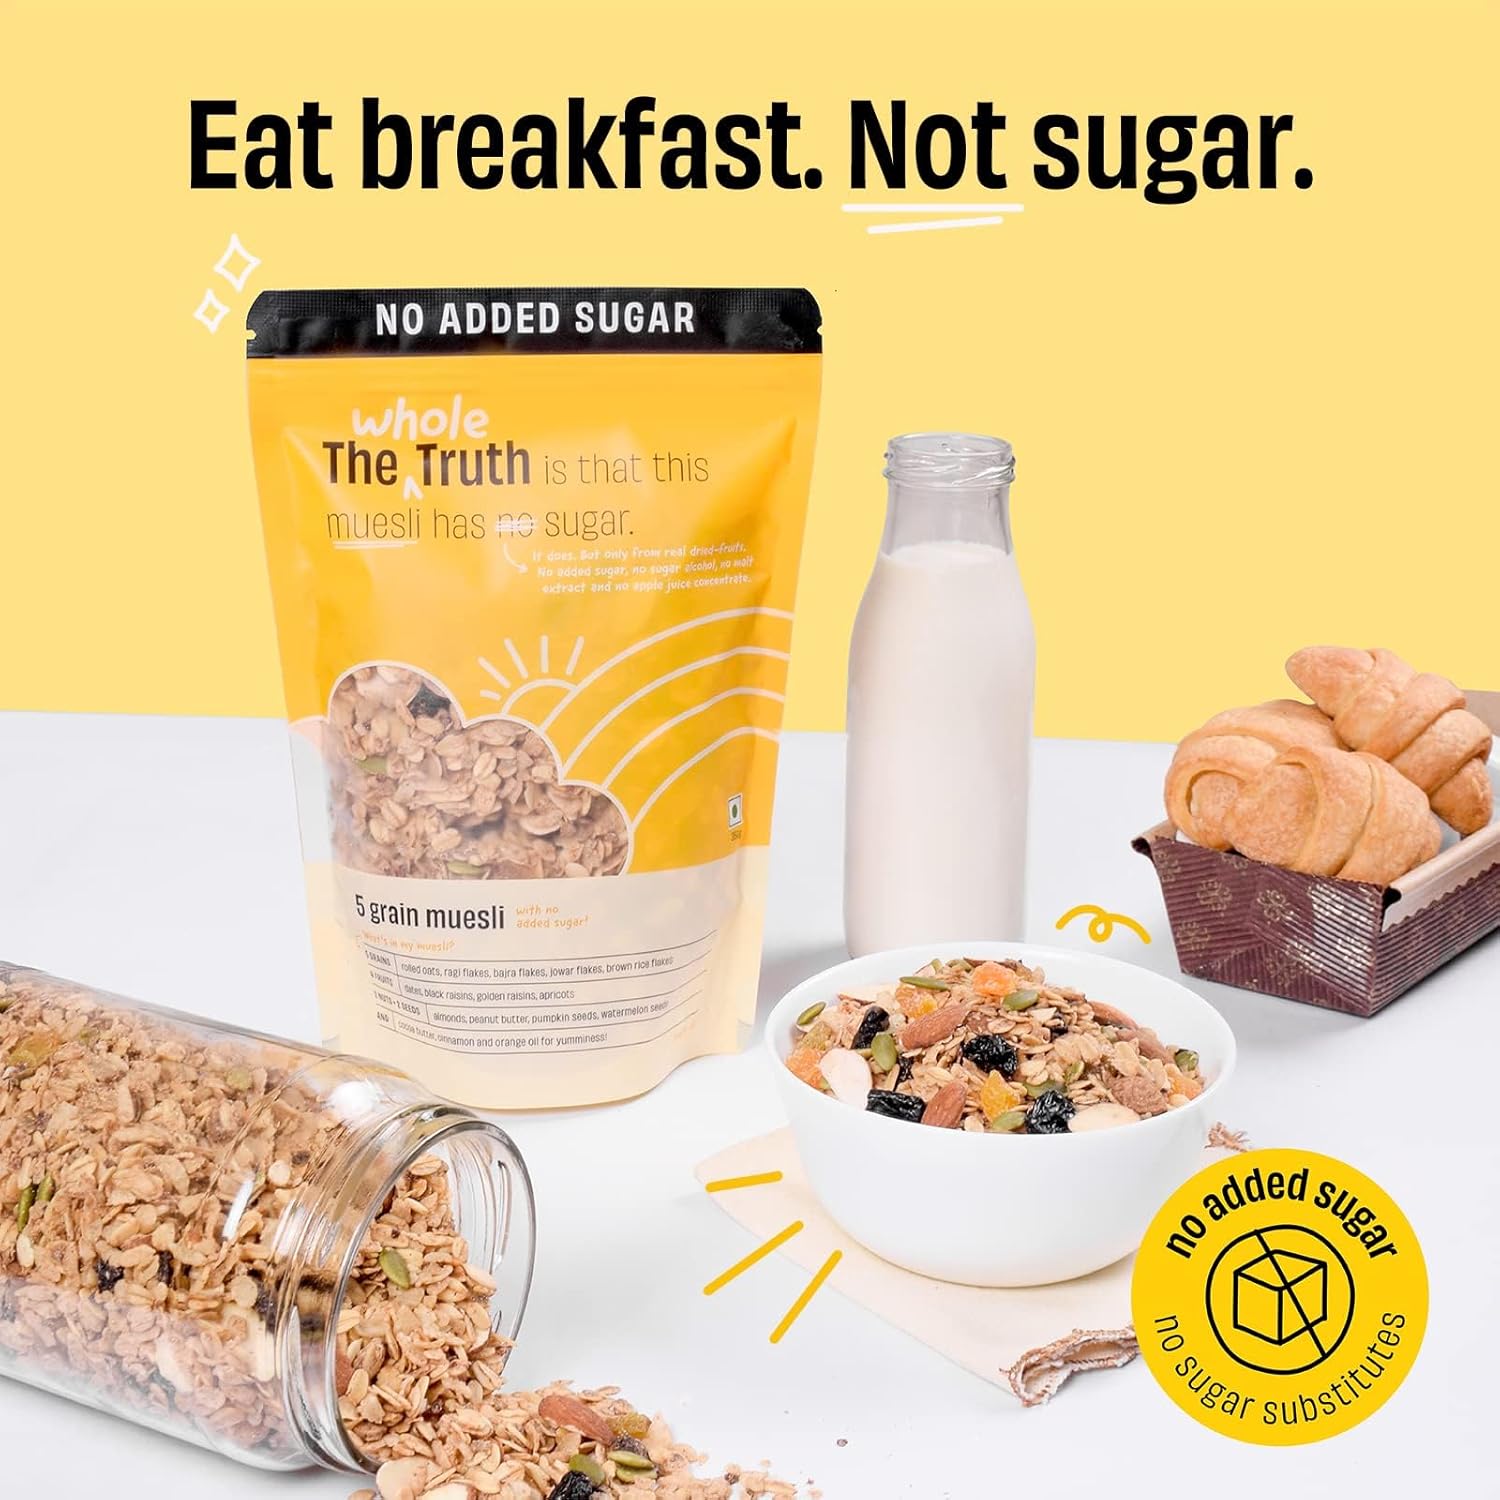 Eat breakfast. Not sugar.
NO ADDED SUGAR
whole
The Truth is that this
muesli has no sugar.
It does. But only from real dried-fruits.
No added sugar, no sugar alcohol, no malt
extract and no apple juice concentrate.
5 grain muesli with no
added sugar!
What's in my muesli?
5 GRAINS rolled oats, ragi flakes, bajra flakes, jowar flakes, brown rice flakes
4 FRUITS dates, black raisins, golden raisins, apricots
2 NUTS + 2 SEEDS almonds, peanut butter, pumpkin seeds, watermelon seeds
AND cocoa butter, cinnamon and orange oil for yumminess!
no added sugar
no sugar substitutes